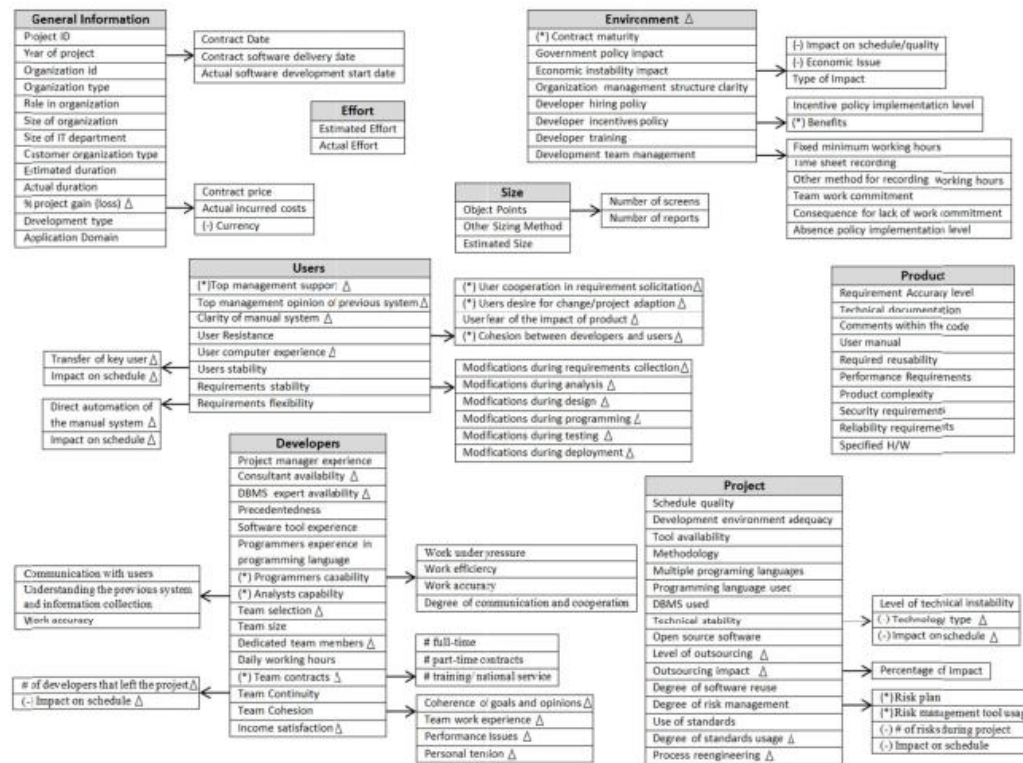 General Information
Project ID
Year of project
Organization Id
Organization type
Role in organization
Size of organization
Size of IT department
Customer organization type
Estimated duration
Actual duration
% project gain (loss) Δ
Development type
Application Domain
Contract Date
Contract software delivery date
Actual software development start date
Contract price
Actual incurred costs
(-) Currency
Effort
Estimated Effort
Actual Effort
Environment Δ
(*) Contract maturity
Government policy impact
Economic instability impact
Organization management structure clarity
Developer hiring policy
Developer incentives policy
Developer training
Development team management
(-) Impact on schedule/quality
(-) Economic Issue
Type of Impact
Incentive policy implementation level
(*) Benefits
Fixed minimum working hours
Time sheet recording
Other method for recording working hours
Team work commitment
Consequence for lack of work commitment
Absence policy implementation level
Size
Object Points
Other Sizing Method
Estimated Size
Number of screens
Number of reports
Users
(*)Top management support Δ
Top management opinion of previous system Δ
Clarity of manual system Δ
User Resistance
User computer experience Δ
Users stability
Requirements stability
Requirements flexibility
(*) User cooperation in requirement solicitation Δ
(*) Users desire for change/project adaption Δ
User fear of the impact of product Δ
(*) Cohesion between developers and users Δ
Transfer of key user Δ
Impact on schedule Δ
Direct automation of
the manual system Δ
Impact on schedule Δ
Modifications during requirements collection Δ
Modifications during analysis Δ
Modifications during design Δ
Modifications during programming Δ
Modifications during testing Δ
Modifications during deployment Δ
Product
Requirement Accuracy level
Technical documentation
Comments within the code
User manual
Required reusability
Performance Requirements
Product complexity
Security requirements
Reliability requirements
Specified H/W
Developers
Project manager experience
Consultant availability Δ
DBMS expert availability Δ
Precedentedness
Software tool experience
Programmers experience in
programming language
(*) Programmers capability
(*) Analysts capability
Team selection Δ
Team size
Dedicated team members Δ
Daily working hours
(*) Team contracts Δ
Team Continuity
Team Cohesion
Income satisfaction Δ
Communication with users
Understanding the previous system
and information collection
Work accuracy
# of developers that left the project Δ
(-) Impact on schedule Δ
Work under pressure
Work efficiency
Work accuracy
Degree of communication and cooperation
# full-time
# part-time contracts
# training/national service
Coherence of goals and opinions Δ
Team work experience Δ
Performance Issues Δ
Personal tension Δ
Project
Schedule quality
Development environment adequacy
Tool availability
Methodology
Multiple programing languages
Programming language used
DBMS used
Technical stability
Open source software
Level of outsourcing Δ
Outsourcing impact Δ
Degree of software reuse
Degree of risk management
Use of standards
Degree of standards usage Δ
Process reengineering Δ
Level of technical instability
(-) Technology type Δ
(-) Impact on schedule Δ
Percentage of Impact
(*)Risk plan
(*)Risk management tool usag
(-) # of risks during project
(-) Impact on schedule